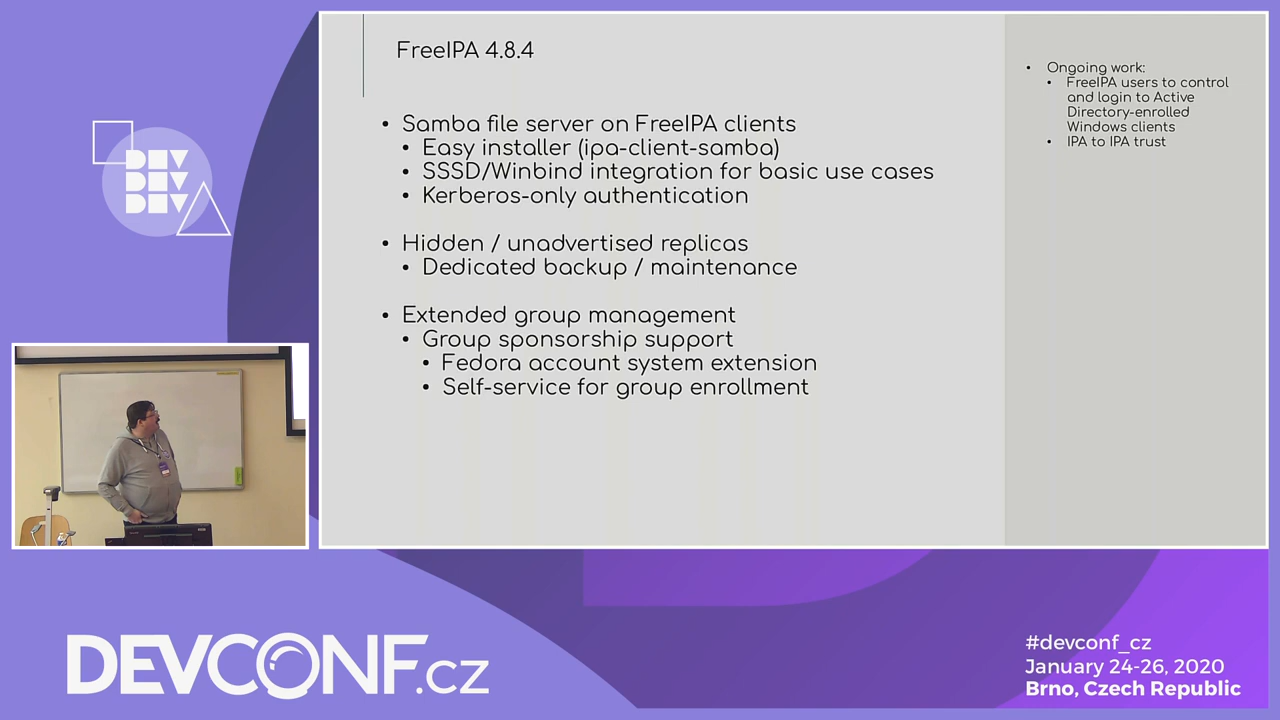 DEV
DEV
DEV
FreeIPA 4.8.4
• Samba file server on FreeIPA clients
• Easy installer (ipa-client-samba)
• SSSD/Winbind integration for basic use cases
• Kerberos-only authentication
• Hidden / unadvertised replicas
• Dedicated backup / maintenance
• Extended group management
• Group sponsorship support
• Fedora account system extension
• Self-service for group enrollment
• Ongoing work:
• FreeIPA users to control
and login to Active
Directory-enrolled
Windows clients
• IPA to IPA trust
DEVCONF.cz
#devconf_cz
January 24-26, 2020
Brno, Czech Republic